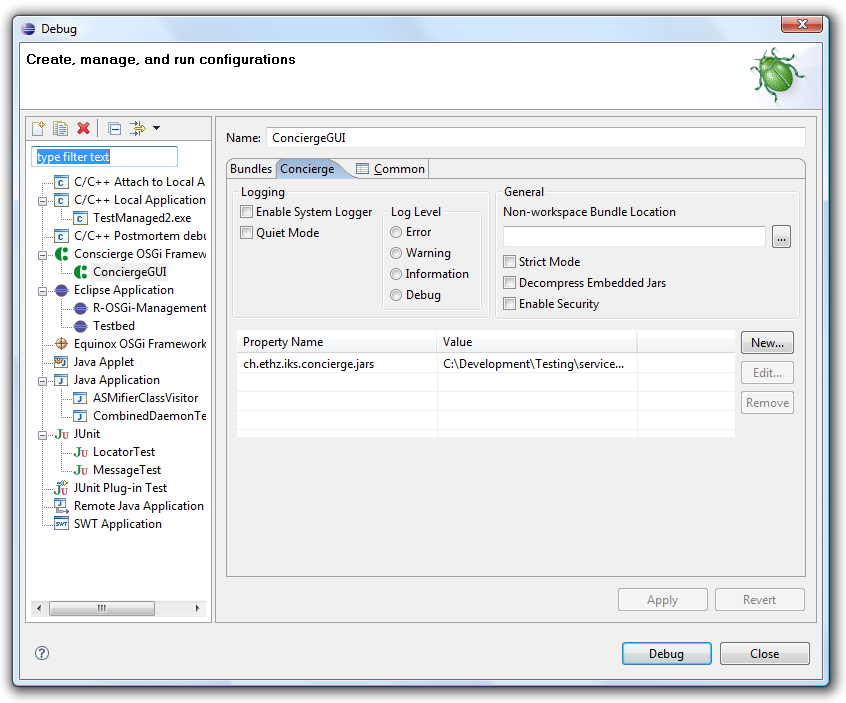 Debug
Create, manage, and run configurations
type filter text
C/C++ Attach to Local A
C/C++ Local Application
TestManaged2.exe
C/C++ Postmortem debu
Conscierge OSGi Framew
ConciergeGUI
Eclipse Application
R-OSGi-Management
Testbed
Equinox OSGi Framework
Java Applet
Java Application
ASMifierClassVisitor
CombinedDaemonTe
JUnit
LocatorTest
MessageTest
JUnit Plug-in Test
Remote Java Application
SWT Application
Name: ConciergeGUI
Bundles Concierge Common
Logging
Enable System Logger
Quiet Mode
Log Level
Error
Warning
Information
Debug
General
Non-workspace Bundle Location
...
Strict Mode
Decompress Embedded Jars
Enable Security
Property Name Value
ch.ethz.iks.concierge.jars C:\Development\Testing\service...
New...
Edit...
Remove
Apply Revert
Debug Close